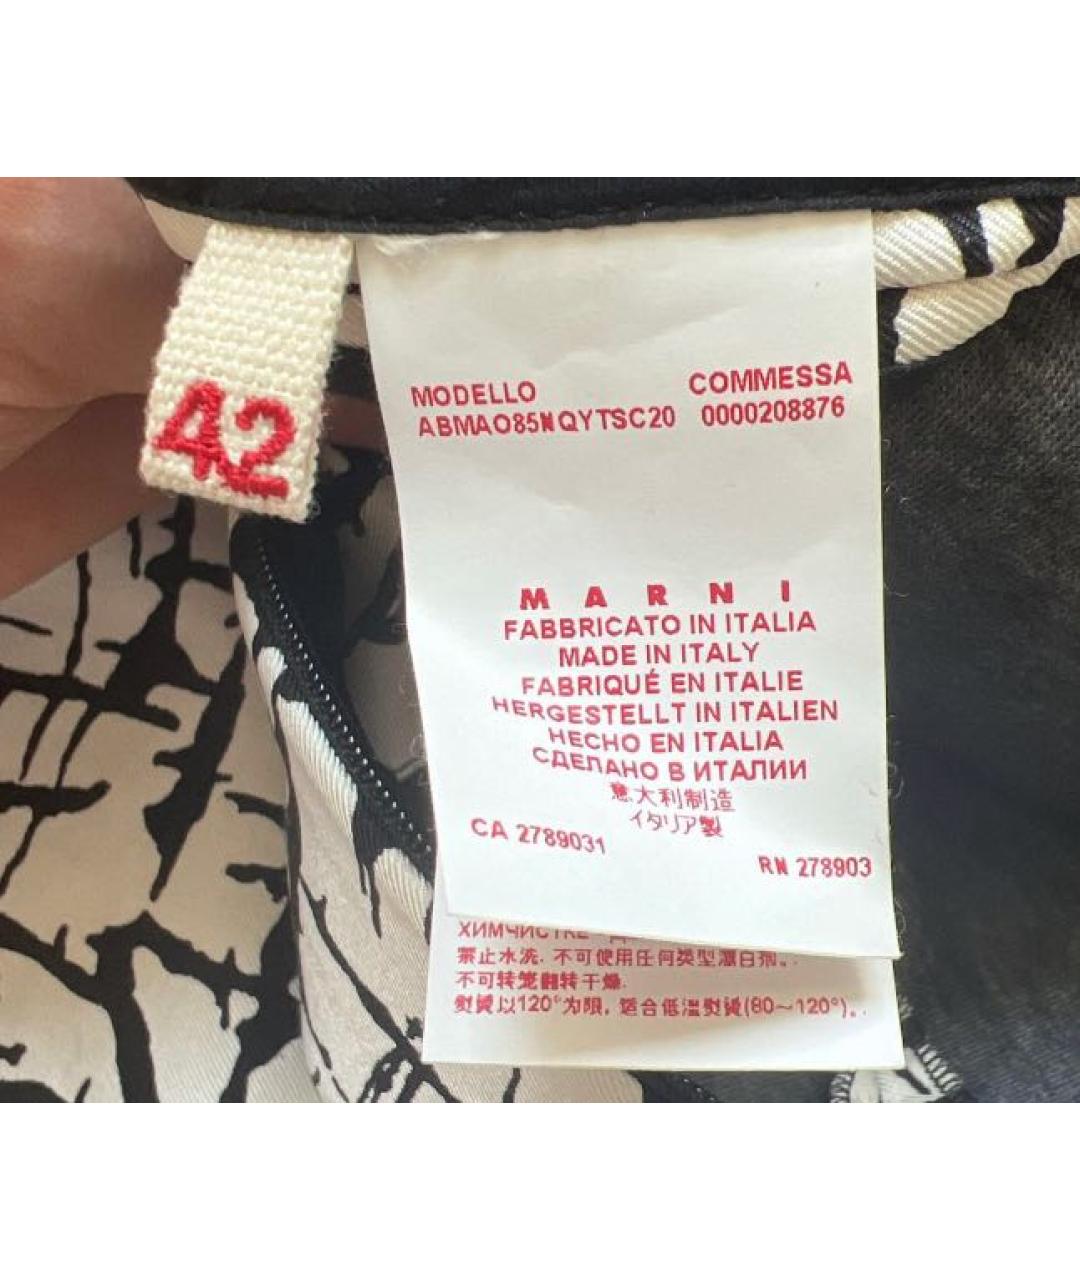 42
MODELLO COMMESSA
ABMAO85NQYTSC20 0000208876
MARNI
FABBRICATO IN ITALIA
MADE IN ITALY
FABRIQUÉ EN ITALIE
HERGESTELLT IN ITALIEN
HECHO EN ITALIA
СДЕЛАНО В ИТАЛИИ
意大利制造
イタリア製
CA 2789031
RN 278903
禁止水洗. 不可使用任何类型漂白剂.
不可转笼翻转干燥.
熨烫以120°为限, 适合低温熨烫(80~120°)。